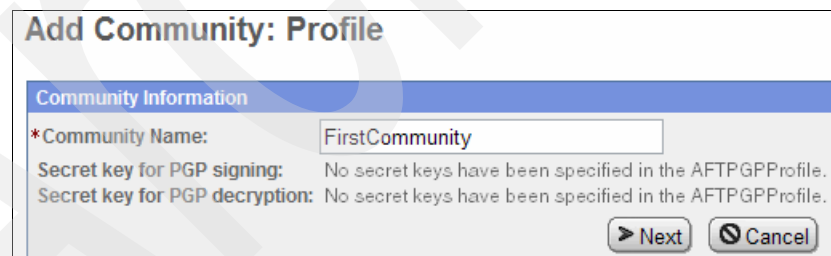 Add Community: Profile
Community Information
*Community Name: FirstCommunity
Secret key for PGP signing: No secret keys have been specified in the AFTPGPProfile.
Secret key for PGP decryption: No secret keys have been specified in the AFTPGPProfile.
Next Cancel